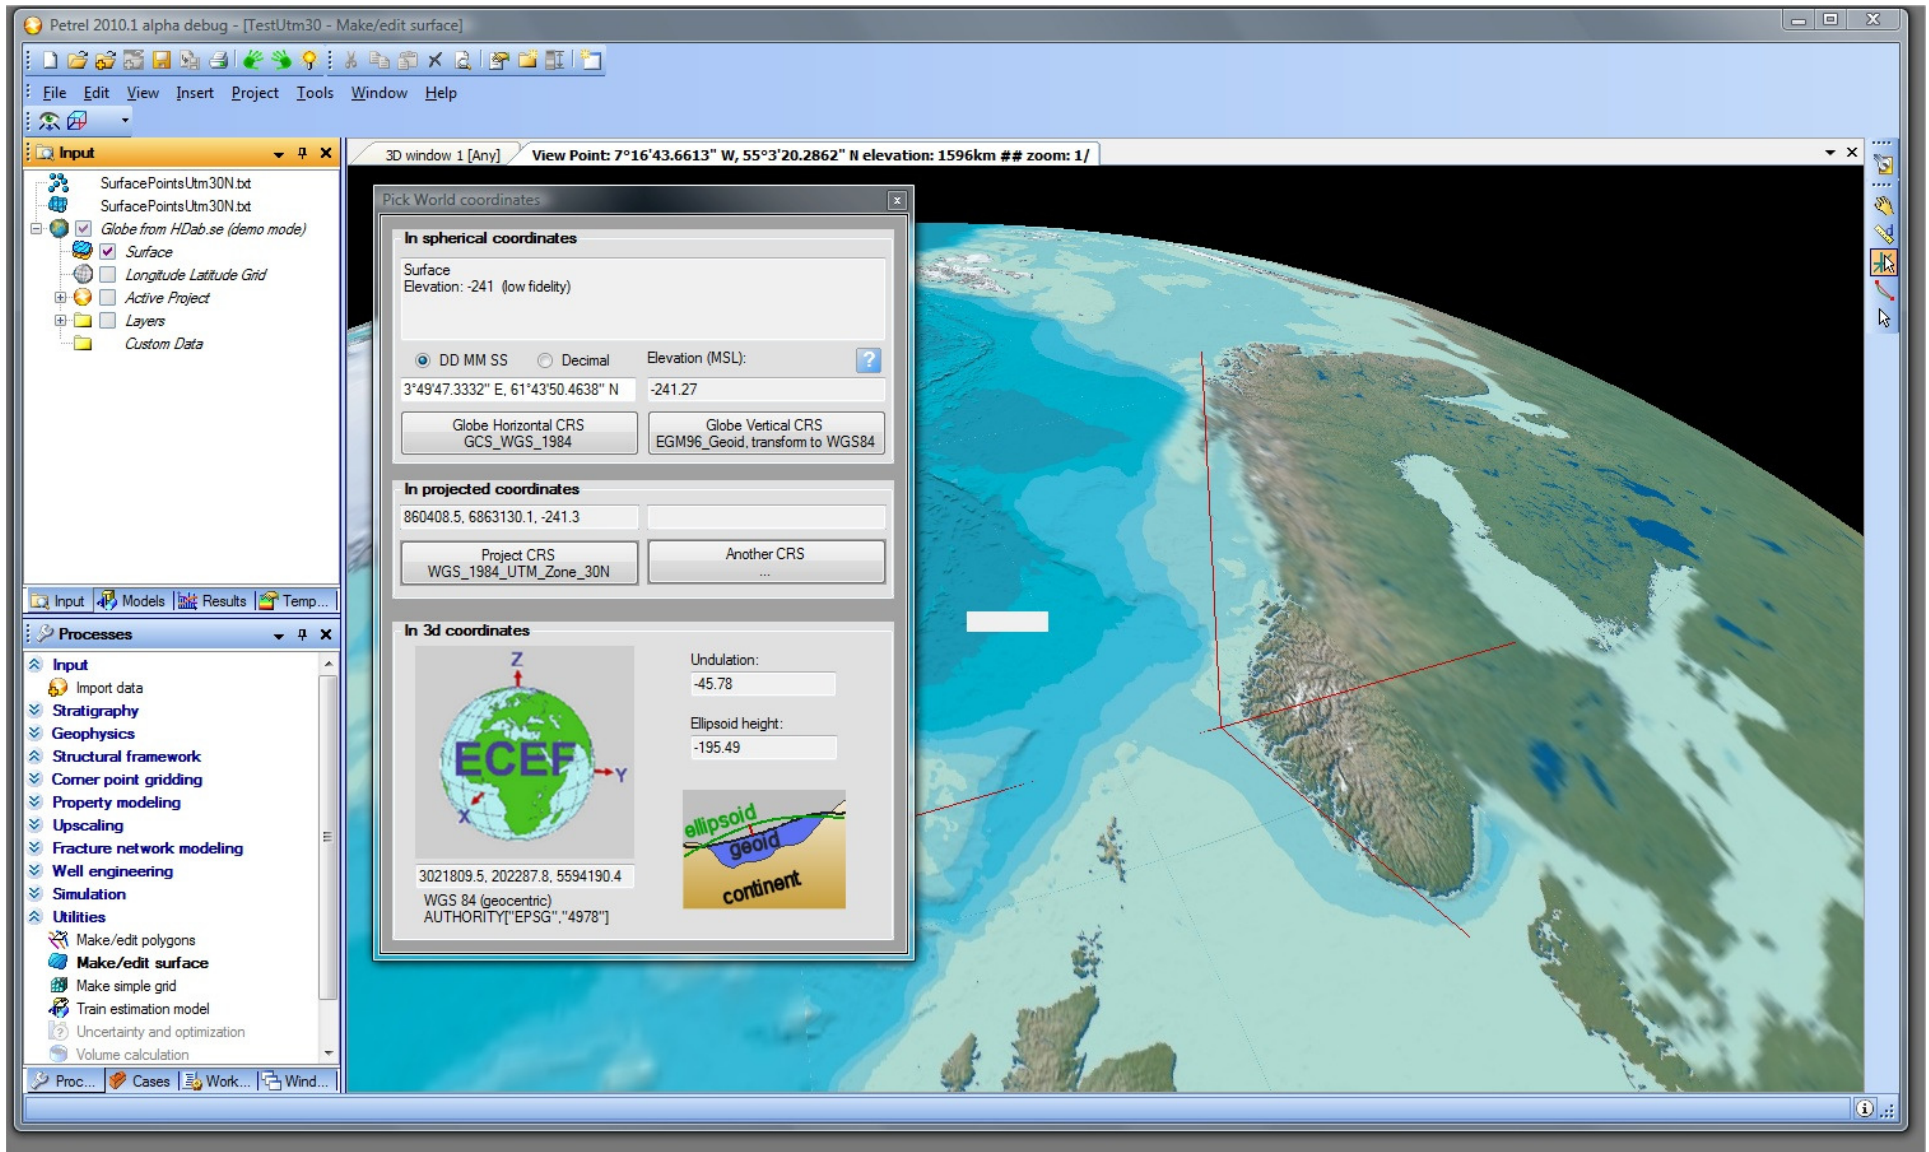 Petrel 2010.1 alpha debug - [TestUtm30 - Make/edit surface]
File Edit View Insert Project Tools Window Help
Input
SurfacePointsUtm30N.txt
SurfacePointsUtm30N.txt
Globe from HDab.se (demo mode)
Surface
Longitude Latitude Grid
Active Project
Layers
Custom Data
Input Models Results Temp...
Processes
Input
Import data
Stratigraphy
Geophysics
Structural framework
Corner point gridding
Property modeling
Upscaling
Fracture network modeling
Well engineering
Simulation
Utilities
Make/edit polygons
Make/edit surface
Make simple grid
Train estimation model
Uncertainty and optimization
Volume calculation
Proc... Cases Work... Wind...
3D window 1 [Any] View Point: 7°16'43.6613" W, 55°3'20.2862" N elevation: 1596km ## zoom: 1/
Pick World coordinates
In spherical coordinates
Surface
Elevation: -241 (low fidelity)
DD MM SS Decimal Elevation (MSL): ?
3°49'47.3332" E, 61°43'50.4638" N -241.27
Globe Horizontal CRS
GCS_WGS_1984
Globe Vertical CRS
EGM96_Geoid, transform to WGS84
In projected coordinates
860408.5, 6863130.1, -241.3
Project CRS
WGS_1984_UTM_Zone_30N
Another CRS
...
In 3d coordinates
Z
ECEF
Y
X
3021809.5, 202287.8, 5594190.4
WGS 84 (geocentric)
AUTHORITY["EPSG","4978"]
Undulation:
-45.78
Ellipsoid height:
-195.49
ellipsoid
geoid
continent